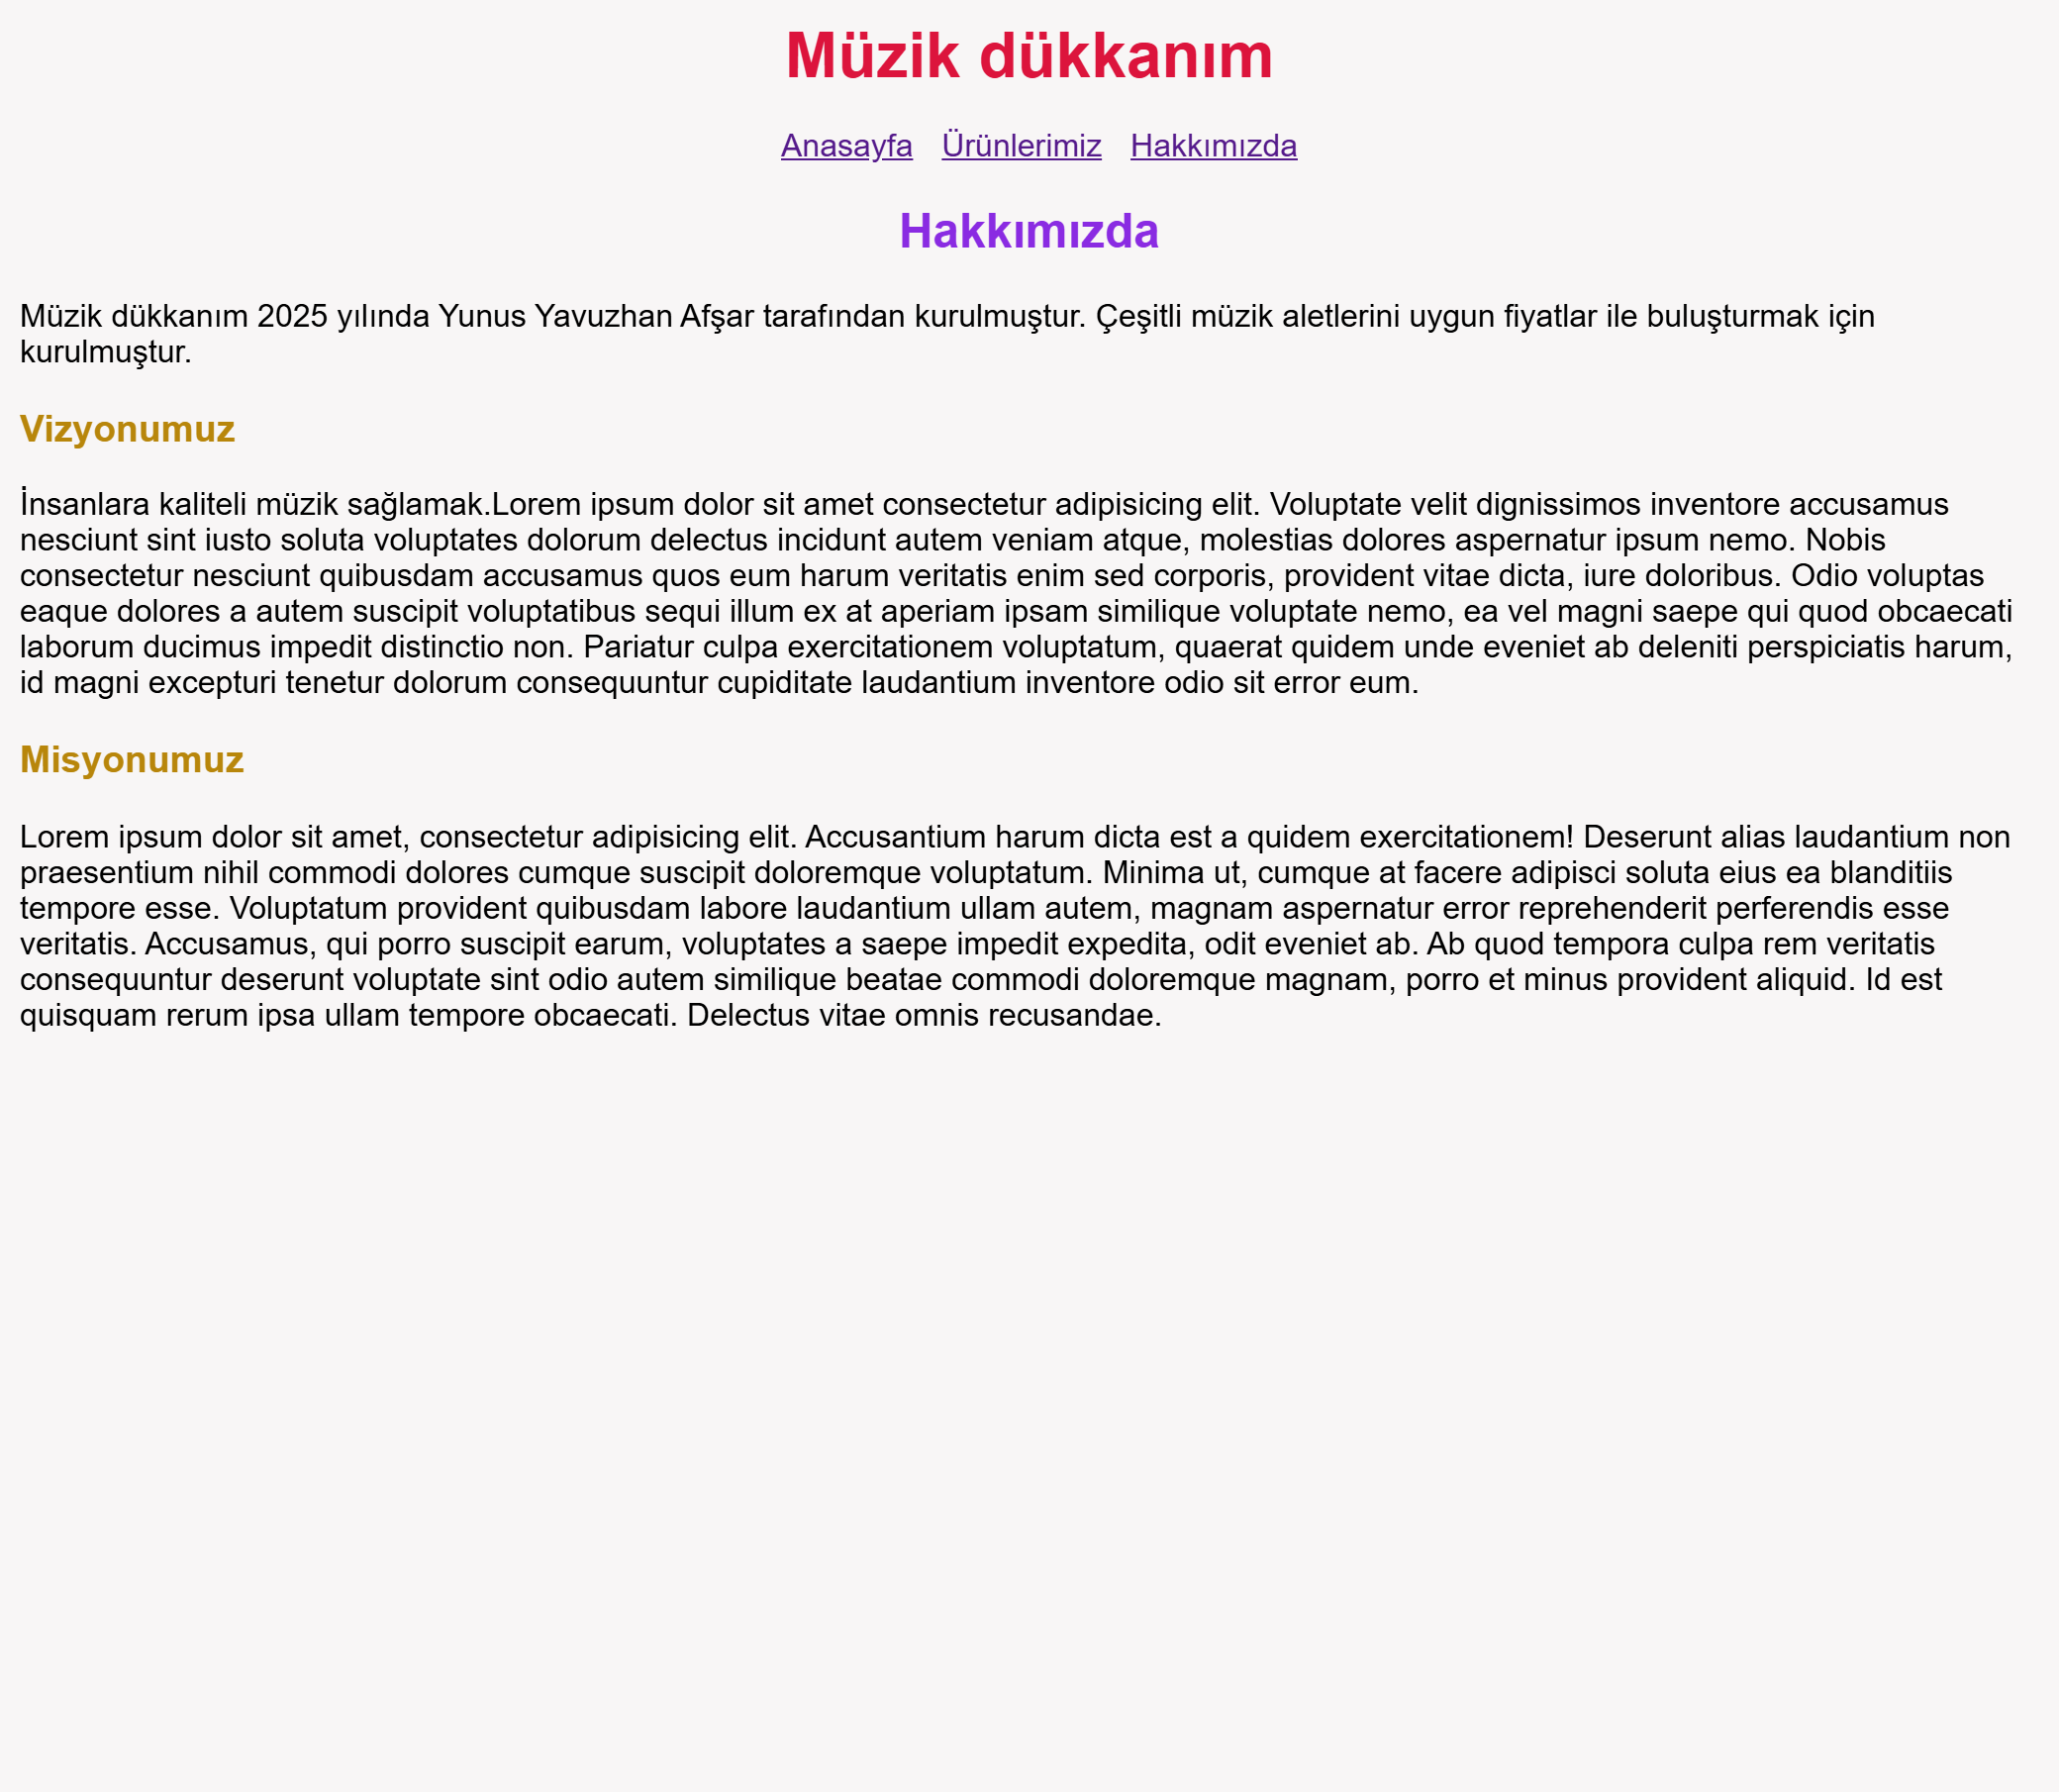 Müzik dükkanım
Anasayfa Ürünlerimiz Hakkımızda
Hakkımızda
Müzik dükkanım 2025 yılında Yunus Yavuzhan Afşar tarafından kurulmuştur. Çeşitli müzik aletlerini uygun fiyatlar ile buluşturmak için
kurulmuştur.
Vizyonumuz
İnsanlara kaliteli müzik sağlamak.Lorem ipsum dolor sit amet consectetur adipisicing elit. Voluptate velit dignissimos inventore accusamus
nesciunt sint iusto soluta voluptates dolorum delectus incidunt autem veniam atque, molestias dolores aspernatur ipsum nemo. Nobis
consectetur nesciunt quibusdam accusamus quos eum harum veritatis enim sed corporis, provident vitae dicta, iure doloribus. Odio voluptas
eaque dolores a autem suscipit voluptatibus sequi illum ex at aperiam ipsam similique voluptate nemo, ea vel magni saepe qui quod obcaecati
laborum ducimus impedit distinctio non. Pariatur culpa exercitationem voluptatum, quaerat quidem unde eveniet ab deleniti perspiciatis harum,
id magni excepturi tenetur dolorum consequuntur cupiditate laudantium inventore odio sit error eum.
Misyonumuz
Lorem ipsum dolor sit amet, consectetur adipisicing elit. Accusantium harum dicta est a quidem exercitationem! Deserunt alias laudantium non
praesentium nihil commodi dolores cumque suscipit doloremque voluptatum. Minima ut, cumque at facere adipisci soluta eius ea blanditiis
tempore esse. Voluptatum provident quibusdam labore laudantium ullam autem, magnam aspernatur error reprehenderit perferendis esse
veritatis. Accusamus, qui porro suscipit earum, voluptates a saepe impedit expedita, odit eveniet ab. Ab quod tempora culpa rem veritatis
consequuntur deserunt voluptate sint odio autem similique beatae commodi doloremque magnam, porro et minus provident aliquid. Id est
quisquam rerum ipsa ullam tempore obcaecati. Delectus vitae omnis recusandae.